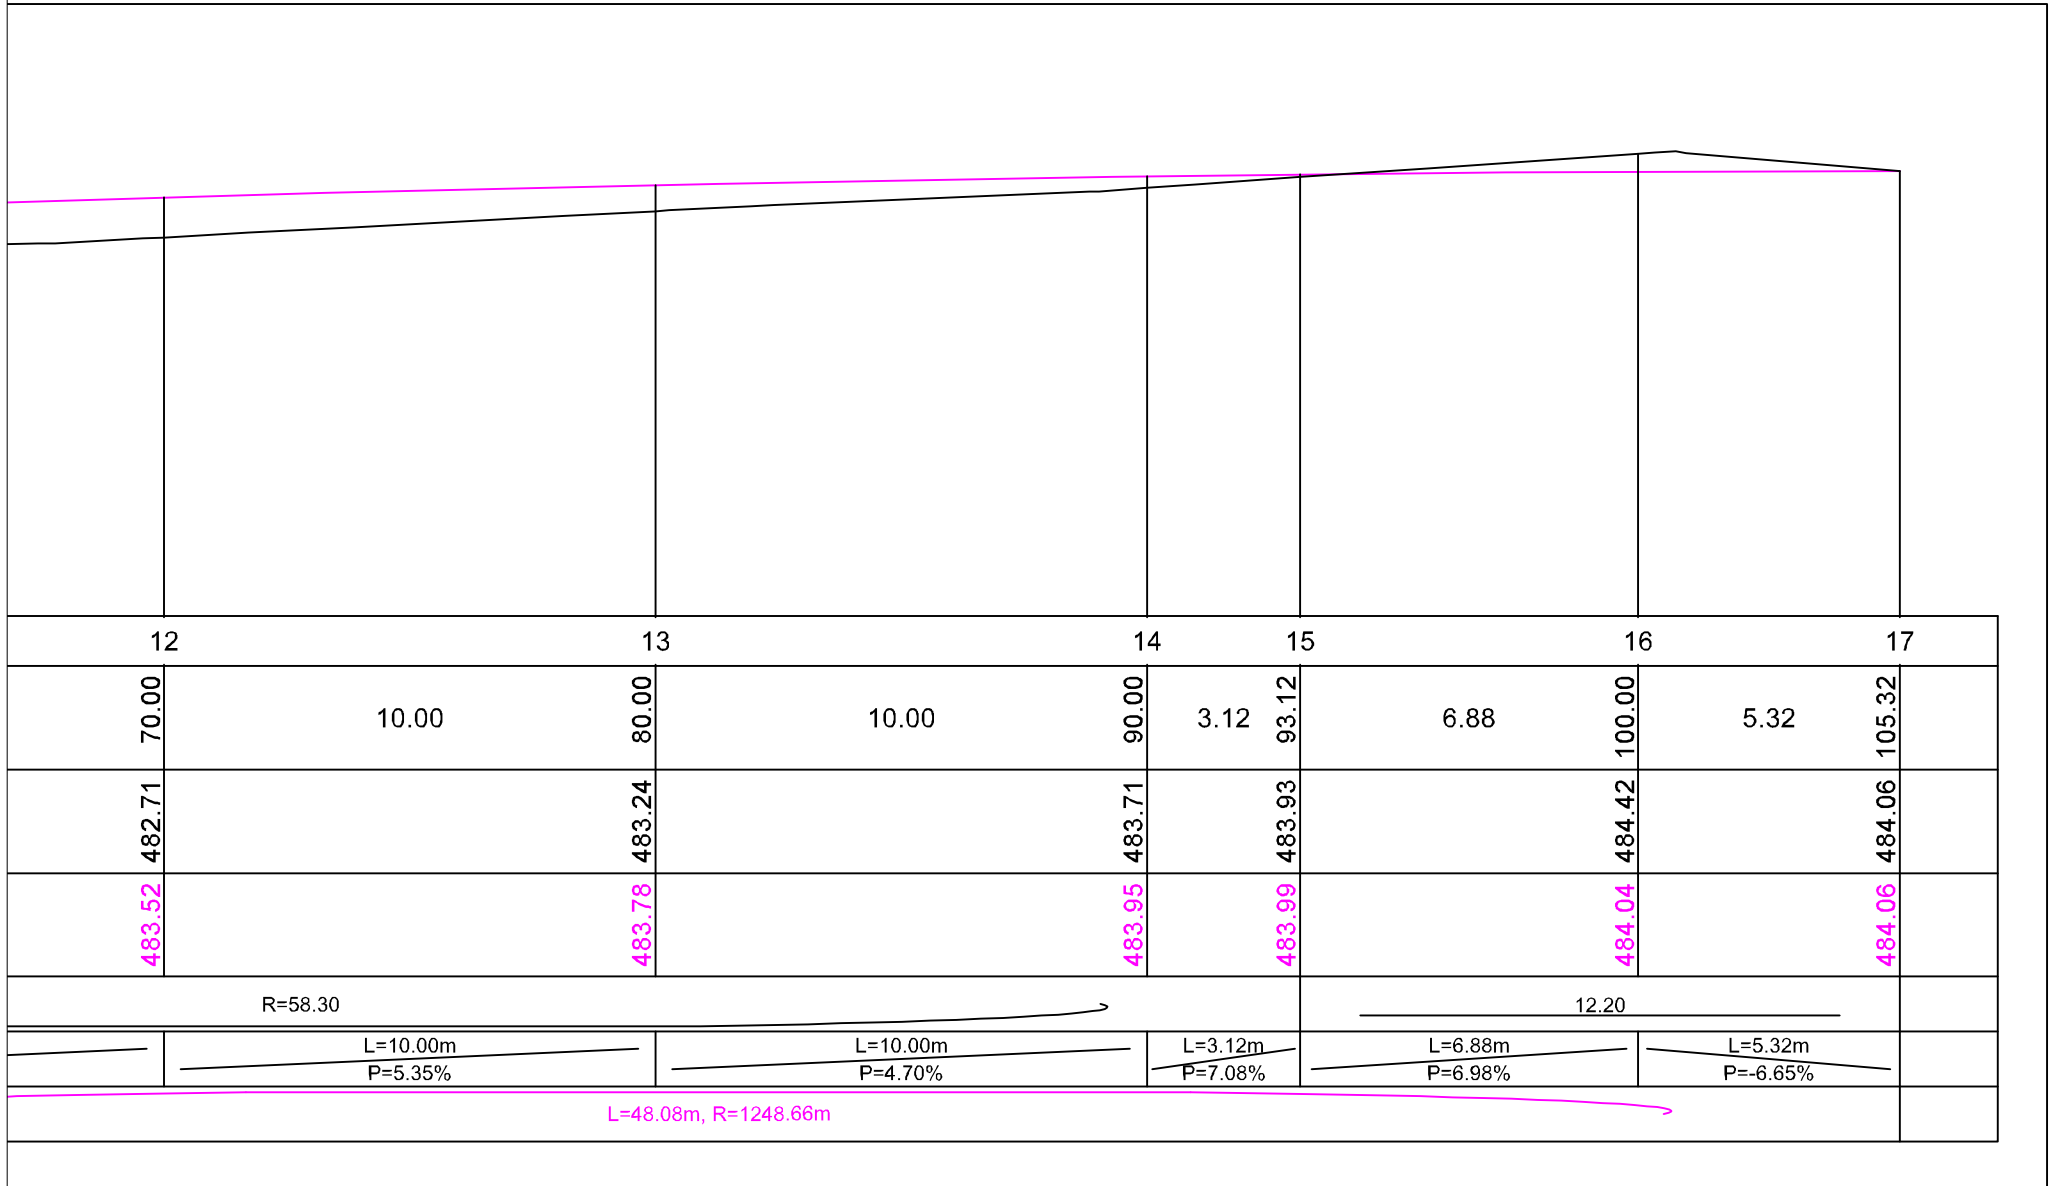 12 13 14 15 16 17
70.00 10.00 80.00 10.00 90.00 3.12 93.12 6.88 100.00 5.32 105.32
482.71 483.24 483.71 483.93 484.42 484.06
483.52 483.78 483.95 483.99 484.04 484.06
R=58.30 12.20
L=10.00m L=10.00m L=3.12m L=6.88m L=5.32m
P=5.35% P=4.70% P=7.08% P=6.98% P=-6.65%
L=48.08m, R=1248.66m